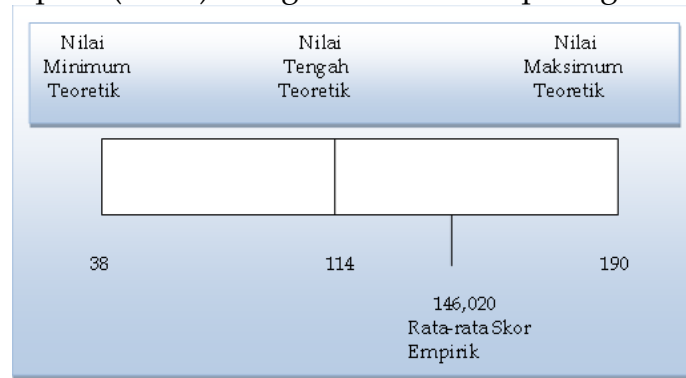 Nilai Minimum Teoretik
Nilai Tengah Teoretik
Nilai Maksimum Teoretik
38
114
190
146,020
Rata-rata Skor
Empirik